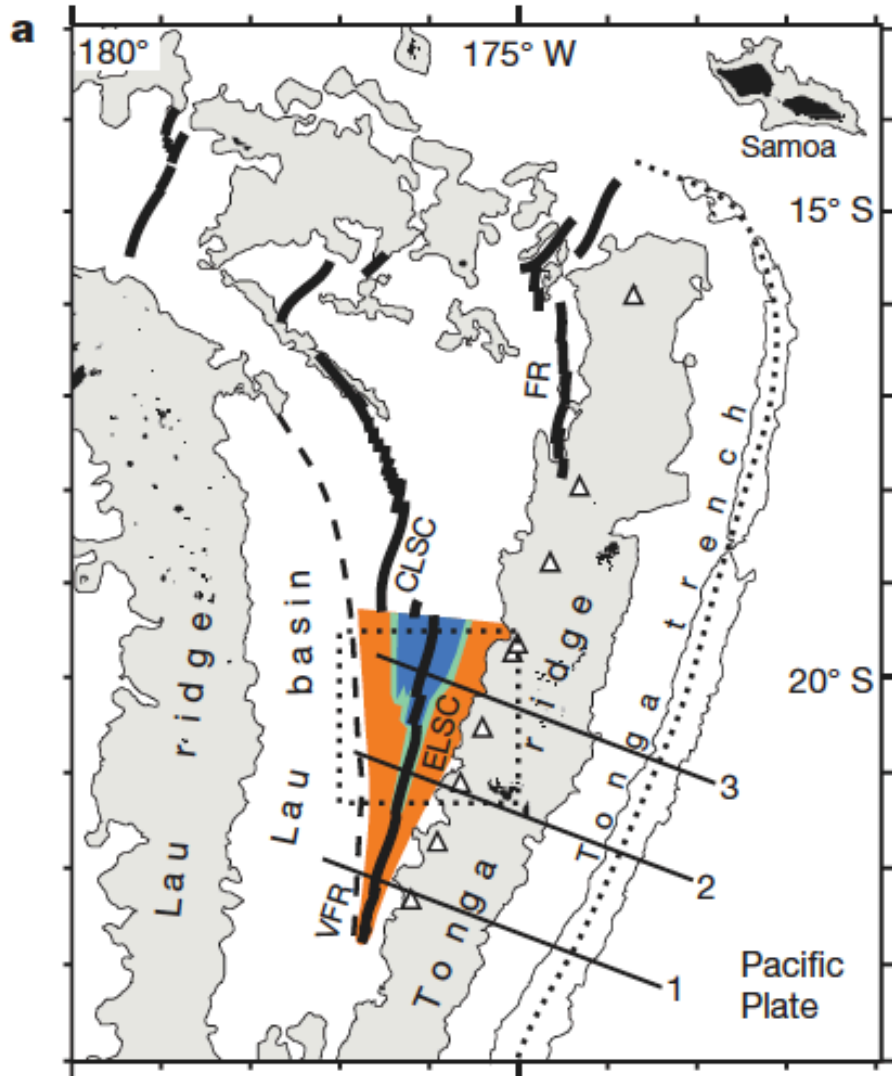 a
180°
175° W
Samoa
15° S
FR
CLSC
Lau ridge
Lau basin
ELSC
VFR
Tonga ridge
Tonga trench
20° S
3
2
1
Pacific
Plate